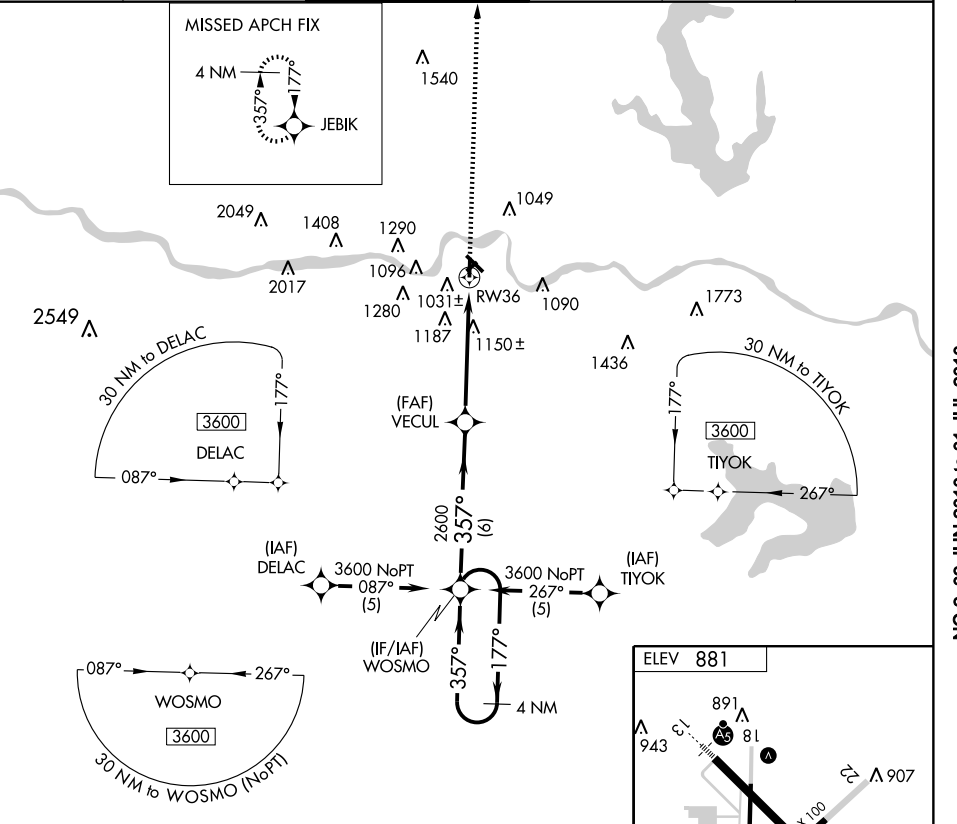 MISSED APCH FIX
4 NM
177°
357°
JEBIK
1540
1049
2049
1408
1290
1096
2017
1280
1031±
RW36
1090
1187
1150±
1773
1436
2549
30 NM to DELAC
177°
3600
DELAC
087°
30 NM to TIYOK
177°
3600
TIYOK
267°
(FAF)
VECUL
2600
357°
(6)
(IAF)
DELAC
3600 NoPT
087°
(5)
3600 NoPT
267°
(5)
(IAF)
TIYOK
(IF/IAF)
WOSMO
357°
177°
4 NM
087°
267°
WOSMO
3600
30 NM to WOSMO (NoPT)
ELEV 881
891
943
13
A5
18
22
907
X 100